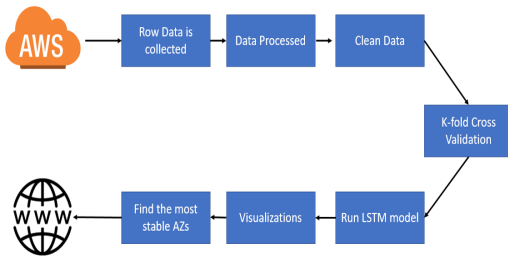 AWS
Row Data is
collected
Data Processed
Clean Data
K-fold Cross
Validation
Run LSTM model
Visualizations
Find the most
stable AZs
WWW